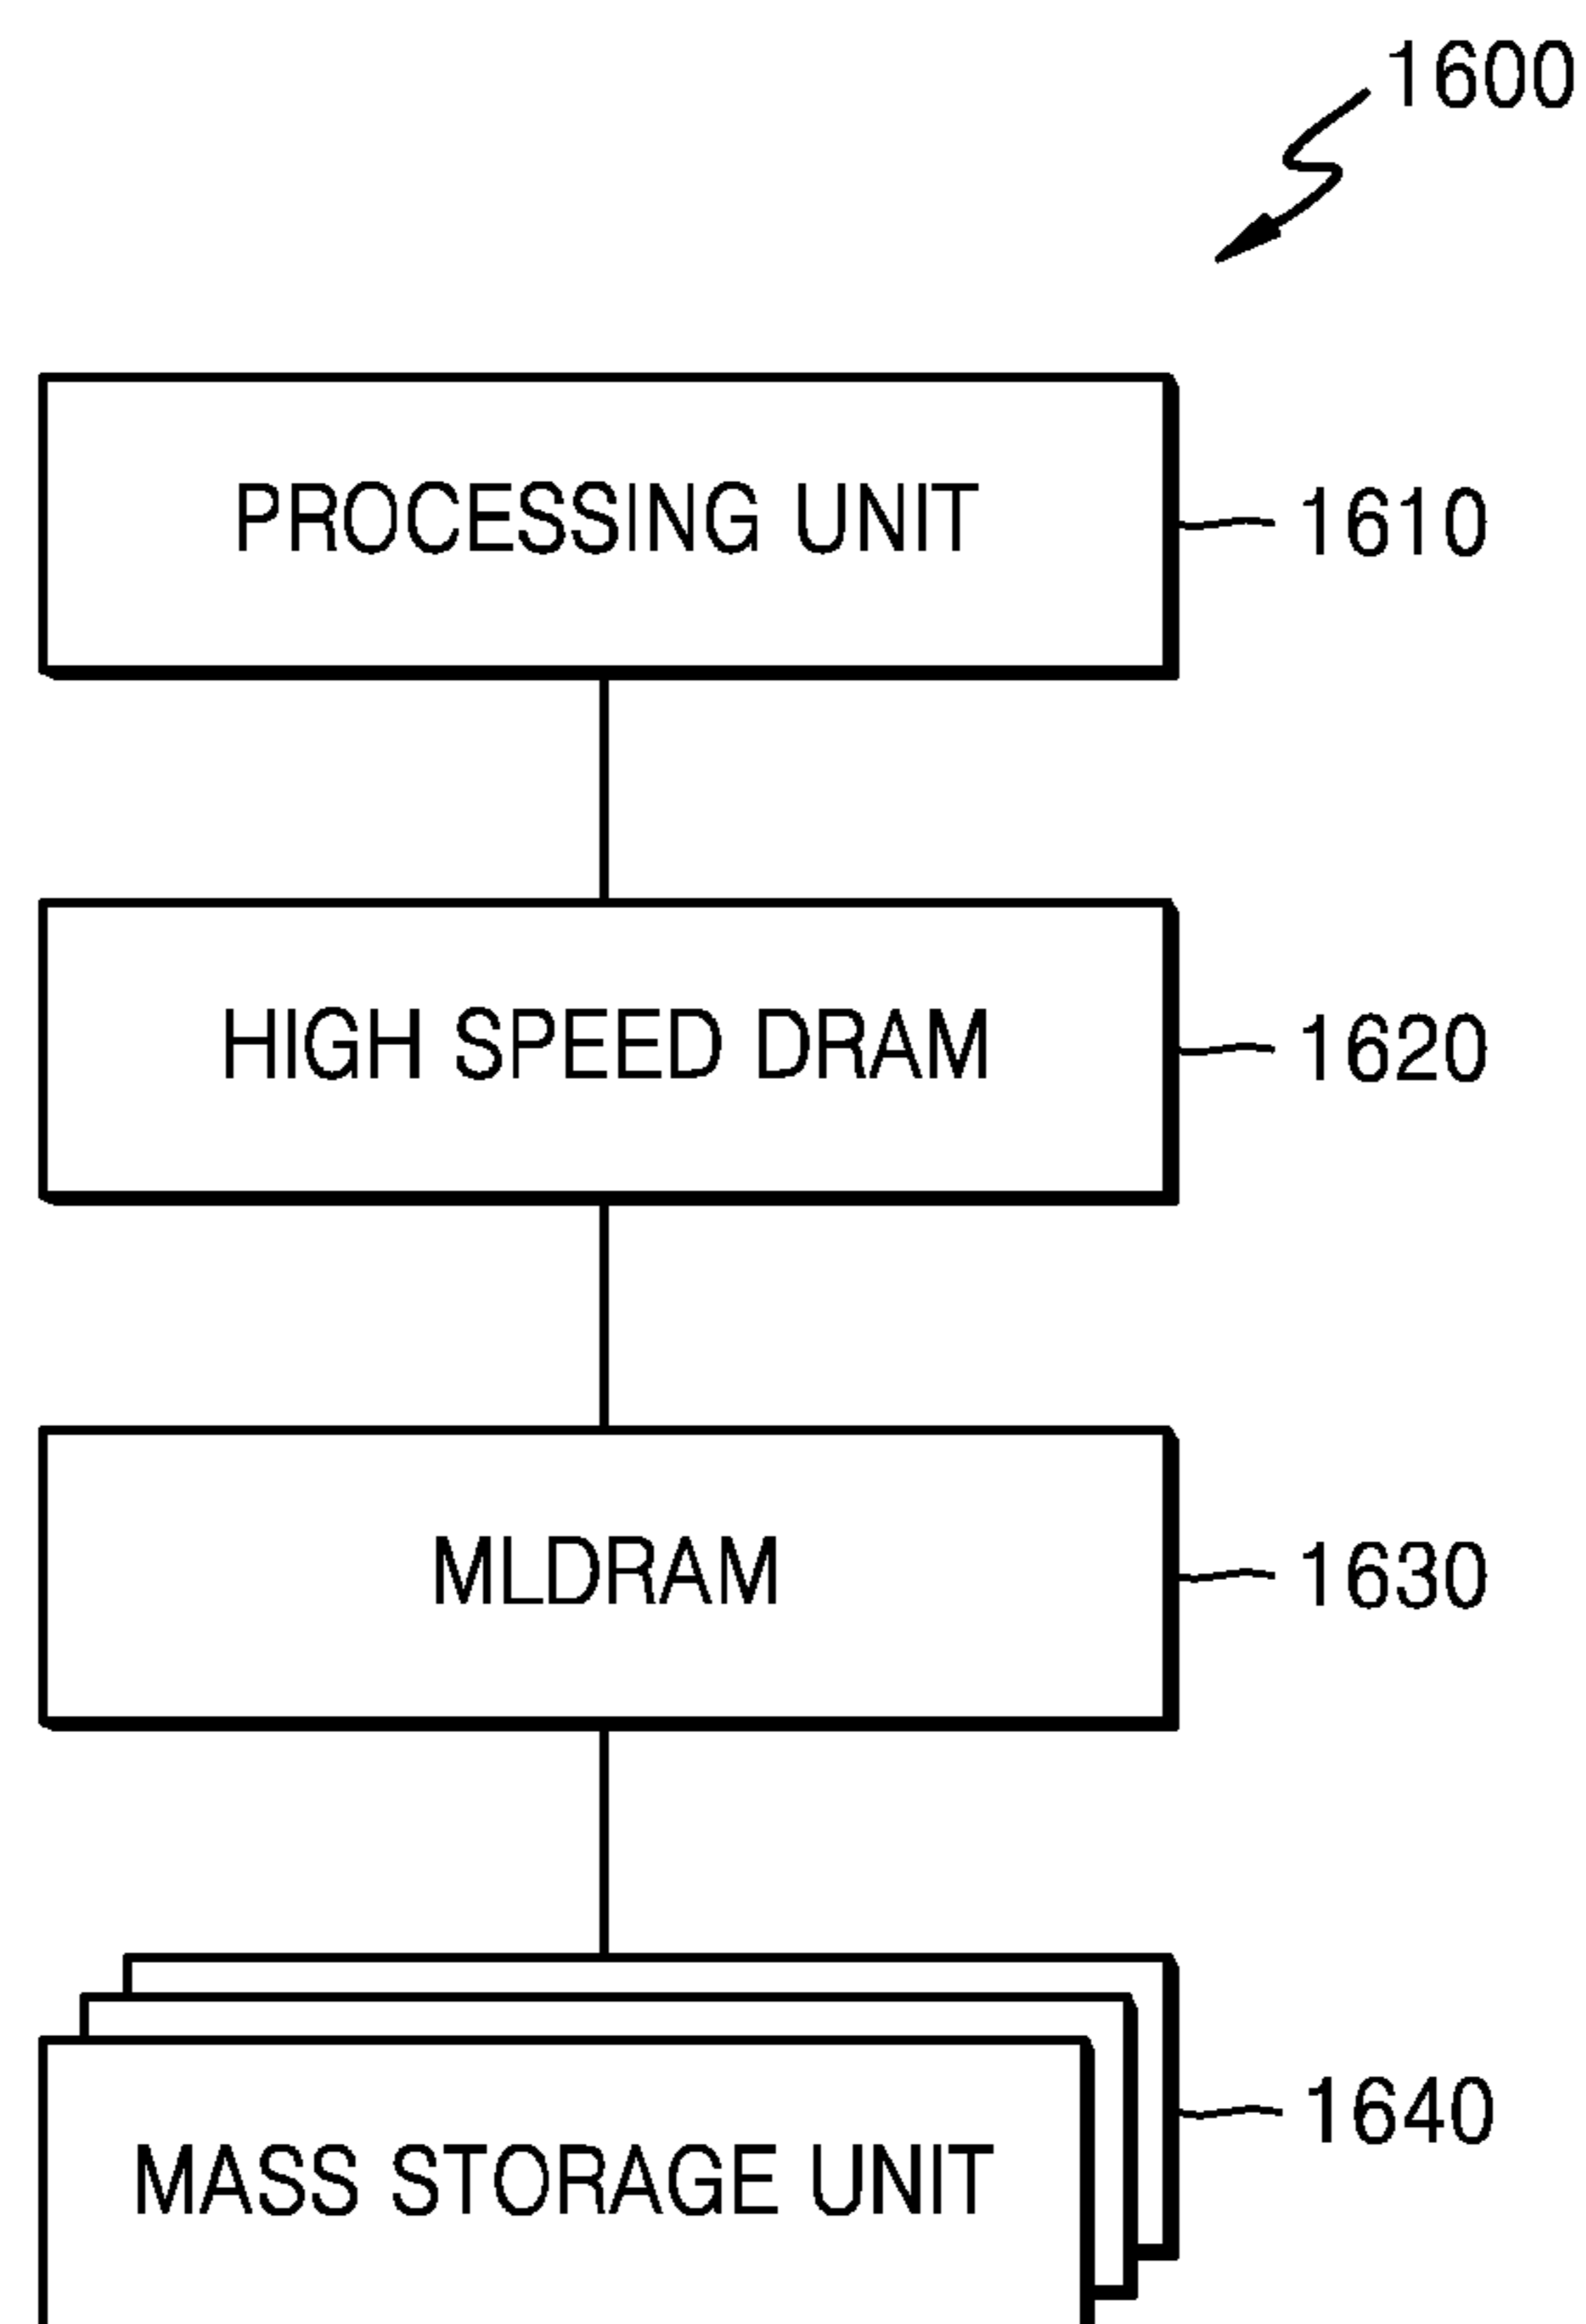 1600
PROCESSING UNIT
1610
HIGH SPEED DRAM
1620
MLDRAM
1630
MASS STORAGE UNIT
1640